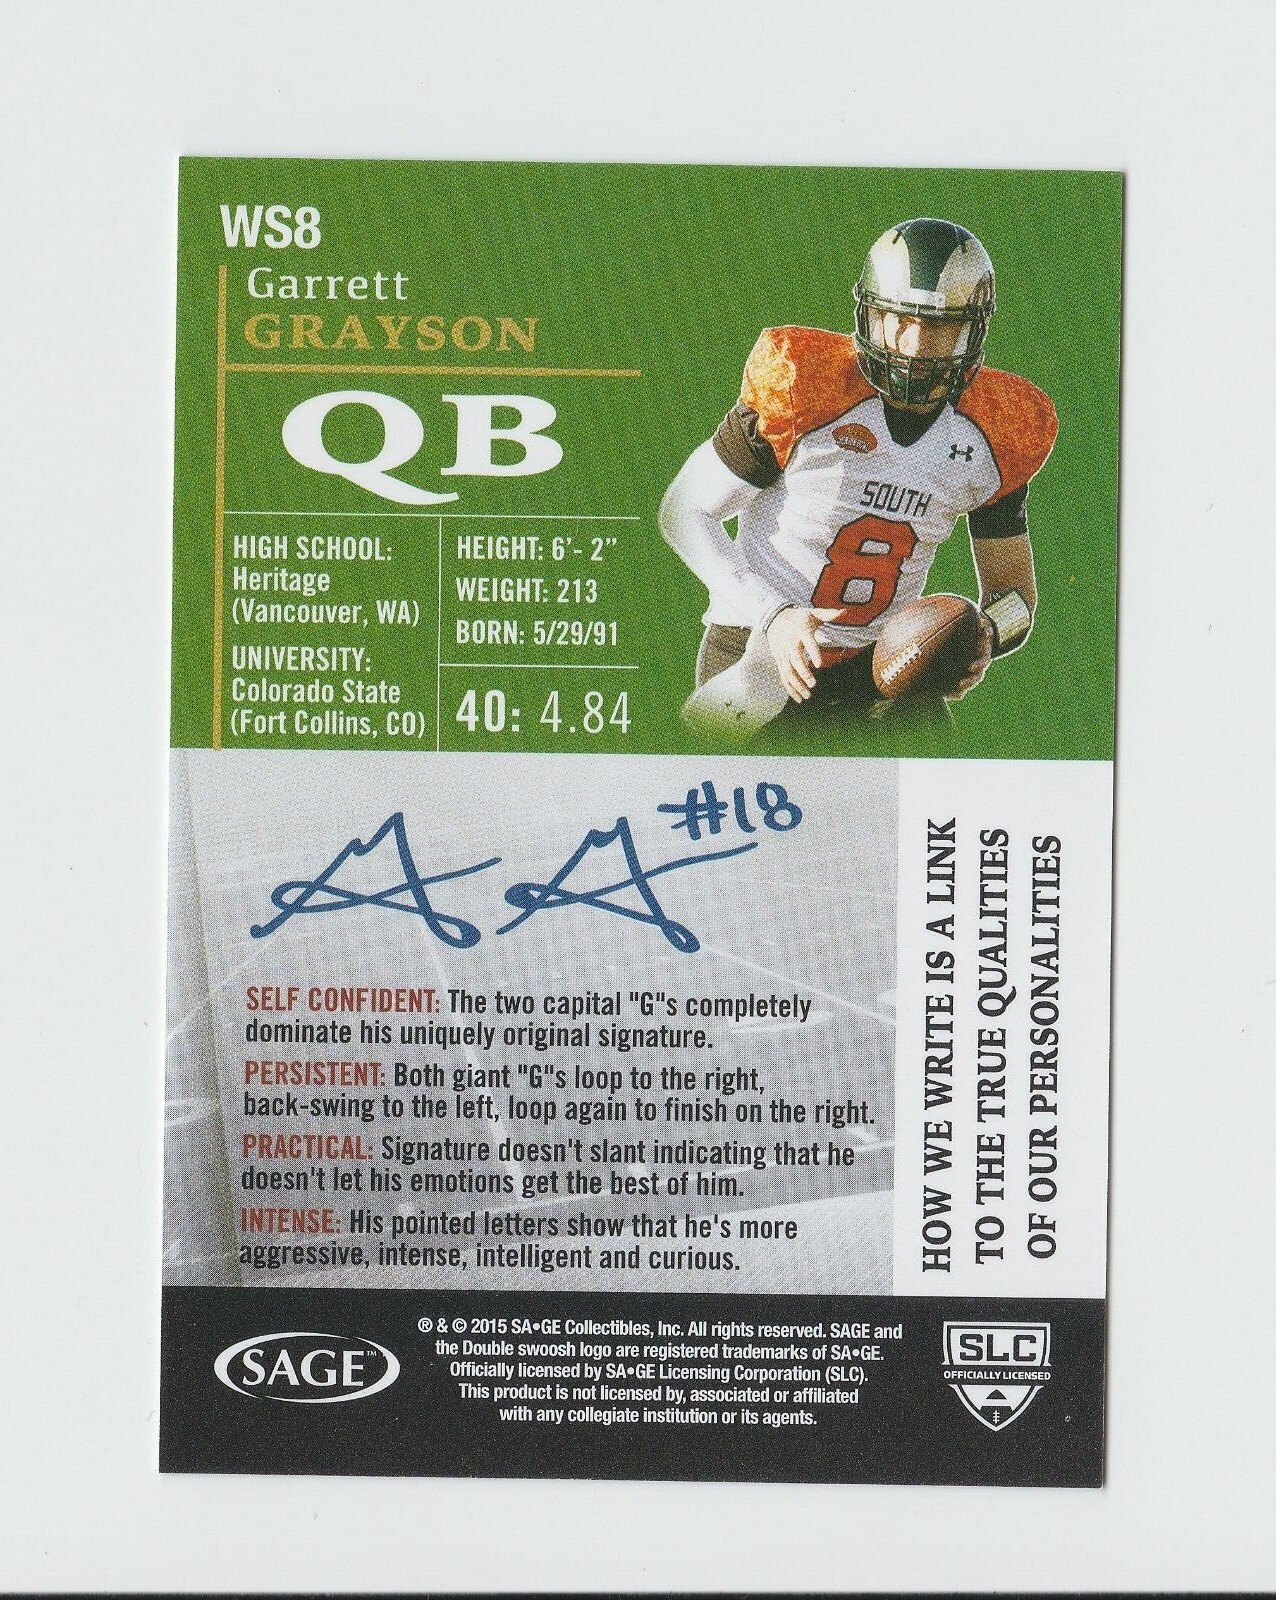 WS8
Garrett
GRAYSON
QB
HIGH SCHOOL:
Heritage
(Vancouver, WA)
UNIVERSITY:
Colorado State
(Fort Collins, CO)
HEIGHT: 6'- 2"
WEIGHT: 213
BORN: 5/29/91
40: 4.84
SOUTH
8
#18
SELF CONFIDENT: The two capital "G"s completely
dominate his uniquely original signature.
PERSISTENT: Both giant "G"s loop to the right,
back-swing to the left, loop again to finish on the right.
PRACTICAL: Signature doesn't slant indicating that he
doesn't let his emotions get the best of him.
INTENSE: His pointed letters show that he's more
aggressive, intense, intelligent and curious.
HOW WE WRITE IS A LINK
TO THE TRUE QUALITIES
OF OUR PERSONALITIES
SAGE™
® & © 2015 SA•GE Collectibles, Inc. All rights reserved. SAGE and
the Double swoosh logo are registered trademarks of SA•GE.
Officially licensed by SA•GE Licensing Corporation (SLC).
This product is not licensed by, associated or affiliated
with any collegiate institution or its agents.
SLC
OFFICIALLY LICENSED